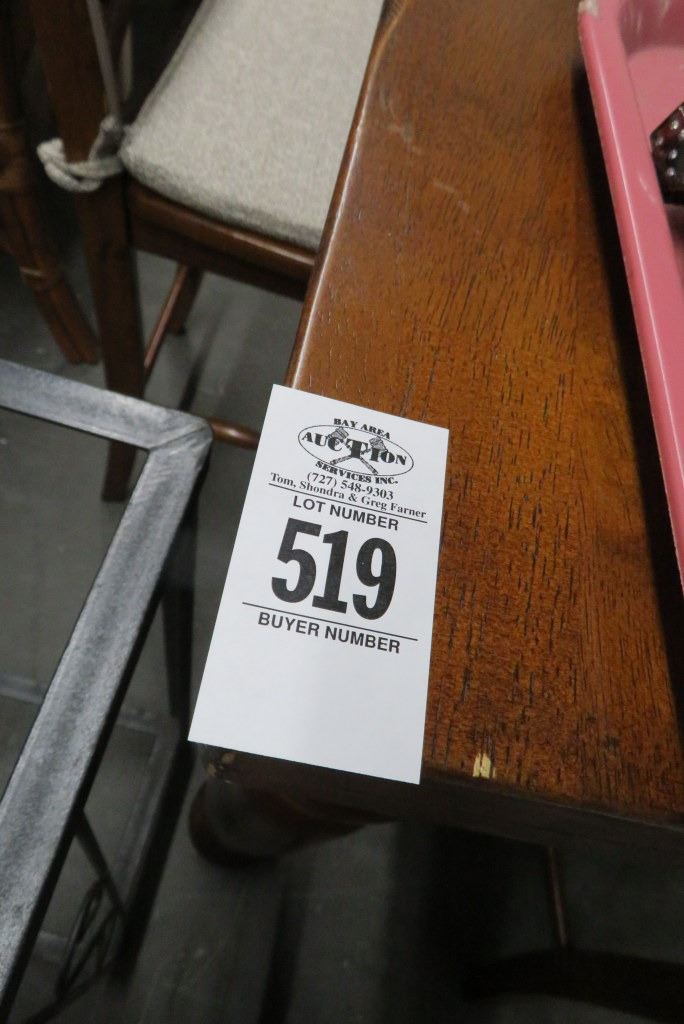 BAY AREA
AUCTION
SERVICES INC.
(727) 548-9303
Tom, Shondra & Greg Farner
LOT NUMBER
519
BUYER NUMBER